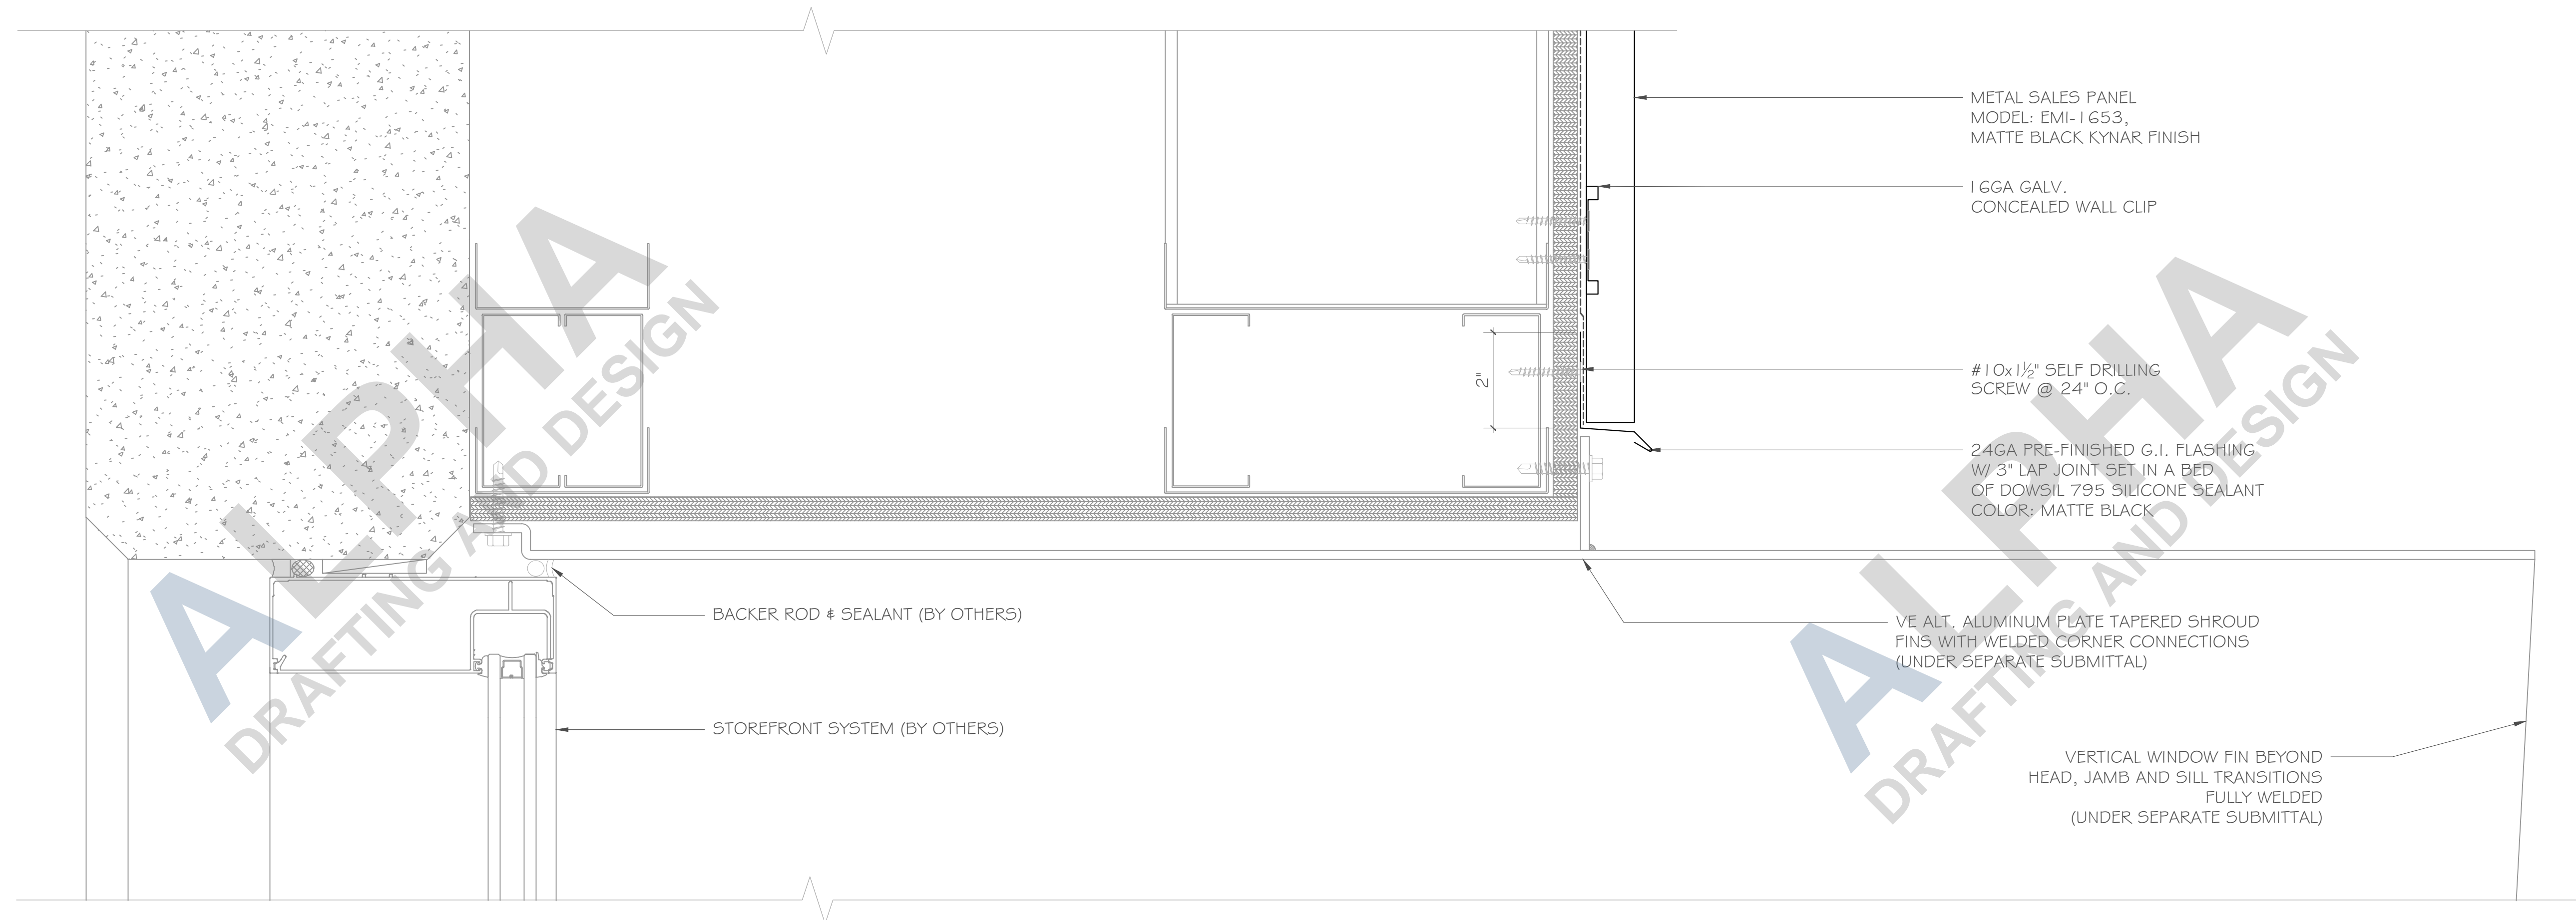 METAL SALES PANEL
MODEL: EMI-1653,
MATTE BLACK KYNAR FINISH
16GA GALV.
CONCEALED WALL CLIP
#10x1½" SELF DRILLING
SCREW @ 24" O.C.
2"
24GA PRE-FINISHED G.I. FLASHING
W/ 3" LAP JOINT SET IN A BED
OF DOWSIL 795 SILICONE SEALANT
COLOR: MATTE BLACK
BACKER ROD & SEALANT (BY OTHERS)
VE ALT. ALUMINUM PLATE TAPERED SHROUD
FINS WITH WELDED CORNER CONNECTIONS
(UNDER SEPARATE SUBMITTAL)
STOREFRONT SYSTEM (BY OTHERS)
VERTICAL WINDOW FIN BEYOND
HEAD, JAMB AND SILL TRANSITIONS
FULLY WELDED
(UNDER SEPARATE SUBMITTAL)
ALPHA
DRAFTING AND DESIGN
ALPHA
DRAFTING AND DESIGN